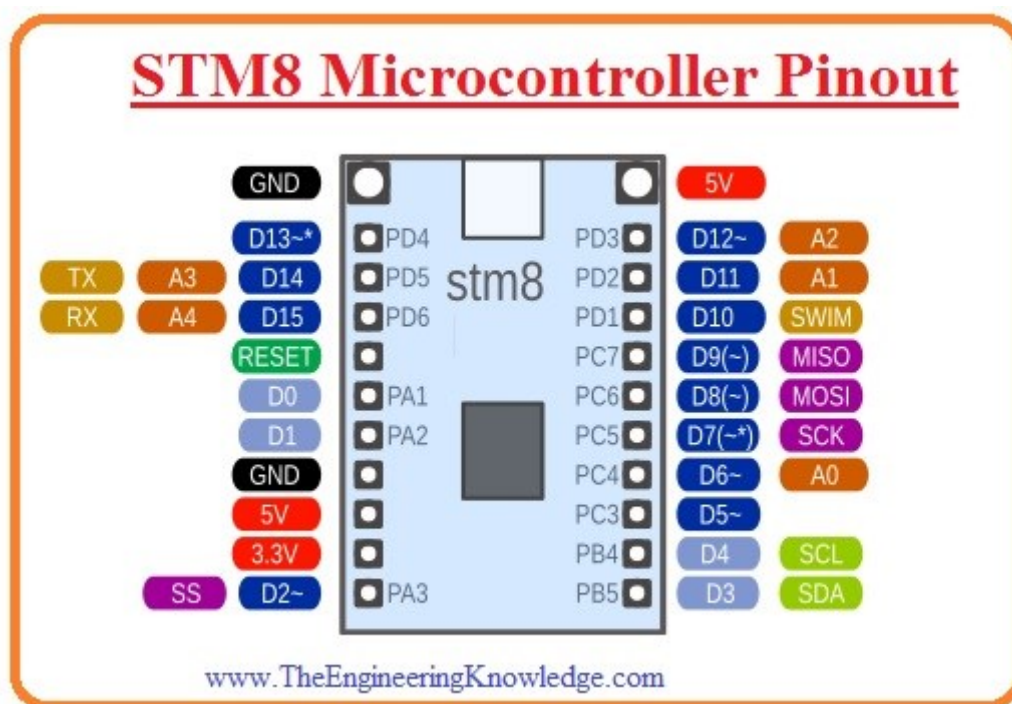 STM8 Microcontroller Pinout
GND 5V
D13~* PD4 PD3 D12~ A2
TX A3 D14 PD5 stm8 PD2 D11 A1
RX A4 D15 PD6 PD1 D10 SWIM
RESET PC7 D9(~) MISO
D0 PA1 PC6 D8(~) MOSI
D1 PA2 PC5 D7(~*) SCK
GND PC4 D6~ A0
5V PC3 D5~
3.3V PB4 D4 SCL
SS D2~ PA3 PB5 D3 SDA
www.TheEngineeringKnowledge.com